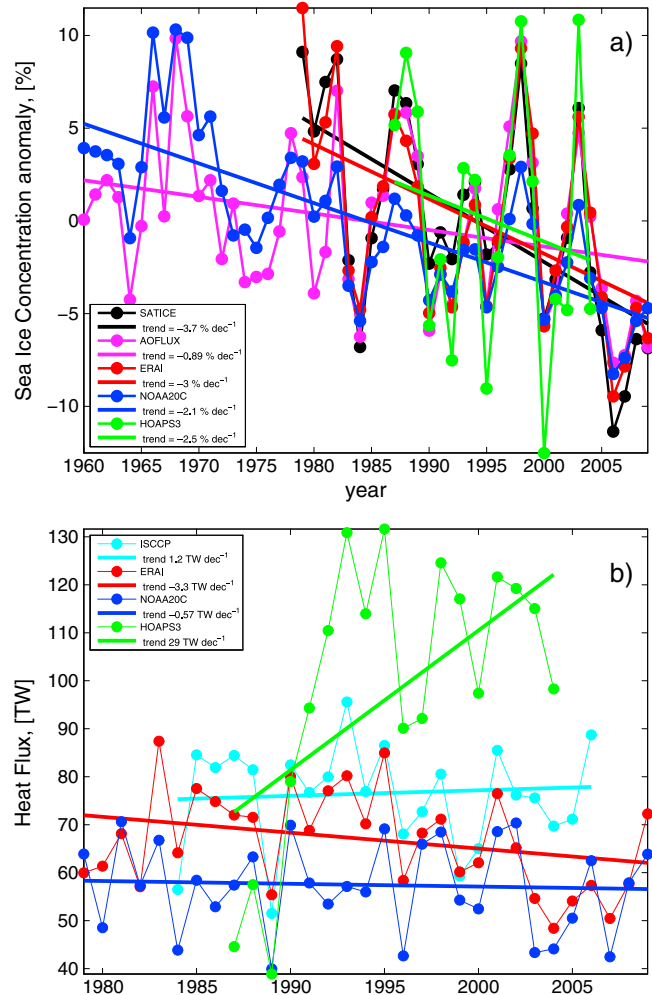 a)
10
5
0
−5
−10
Sea Ice Concentration anomaly, [%]
SATICE
trend = −3.7 % dec⁻¹
AOFLUX
trend = −0.89 % dec⁻¹
ERAI
trend = −3 % dec⁻¹
NOAA20C
trend = −2.1 % dec⁻¹
HOAPS3
trend = −2.5 % dec⁻¹
1960 1965 1970 1975 1980 1985 1990 1995 2000 2005
year
b)
130
120
110
100
90
80
70
60
50
40
Heat Flux, [TW]
ISCCP
trend 1.2 TW dec⁻¹
ERAI
trend −3.3 TW dec⁻¹
NOAA20C
trend −0.57 TW dec⁻¹
HOAPS3
trend 29 TW dec⁻¹
1980 1985 1990 1995 2000 2005